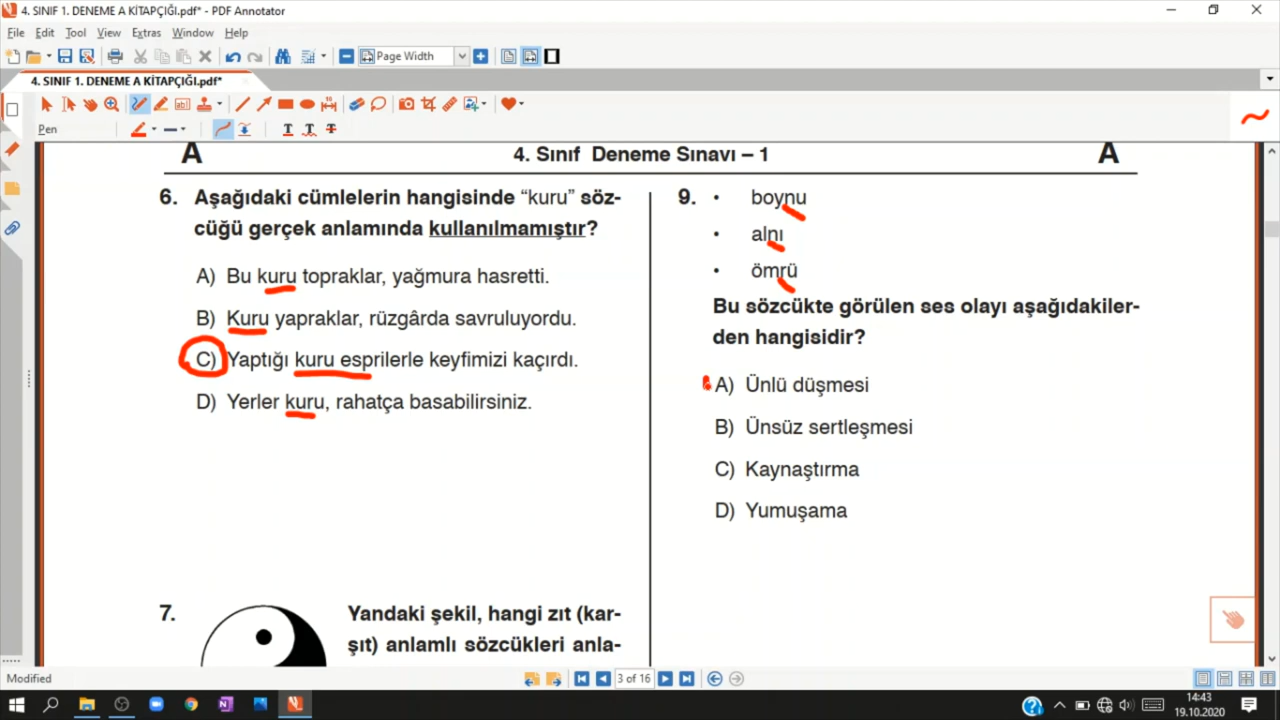 4. SINIF 1. DENEME A KİTAPÇIĞI.pdf* - PDF Annotator
File Edit Tool View Extras Window Help
Page Width
4. SINIF 1. DENEME A KİTAPÇIĞI.pdf*
Pen
A 4. Sınıf Deneme Sınavı – 1 A
6. Aşağıdaki cümlelerin hangisinde “kuru” söz-
cüğü gerçek anlamında kullanılmamıştır?
A) Bu kuru topraklar, yağmura hasretti.
B) Kuru yapraklar, rüzgârda savruluyordu.
C) Yaptığı kuru esprilerle keyfimizi kaçırdı.
D) Yerler kuru, rahatça basabilirsiniz.
7. Yandaki şekil, hangi zıt (kar-
şıt) anlamlı sözcükleri anla-
9. • boynu
• alnı
• ömrü
Bu sözcükte görülen ses olayı aşağıdakiler-
den hangisidir?
A) Ünlü düşmesi
B) Ünsüz sertleşmesi
C) Kaynaştırma
D) Yumuşama
Modified
3 of 16
14:43
19.10.2020